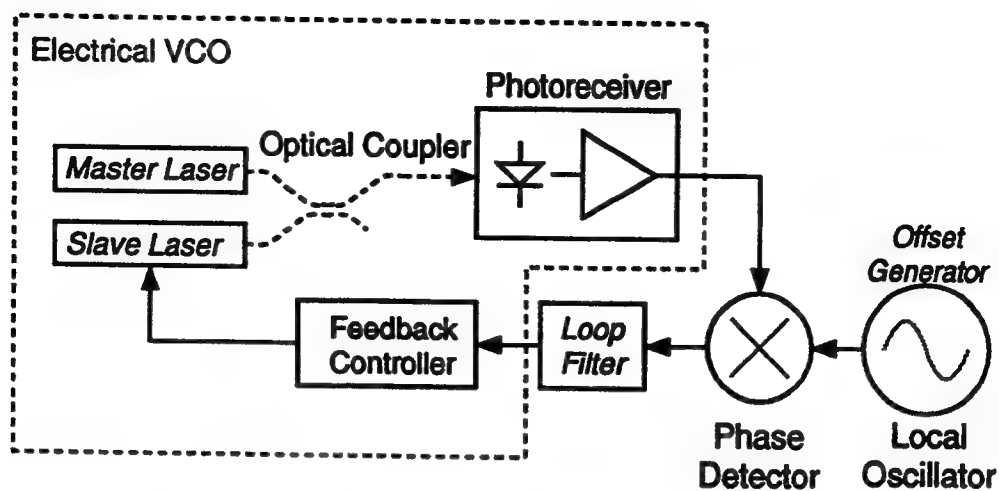 Electrical VCO
Photoreceiver
Optical Coupler
Master Laser
Slave Laser
Offset
Generator
Feedback
Controller
Loop
Filter
Phase
Detector
Local
Oscillator